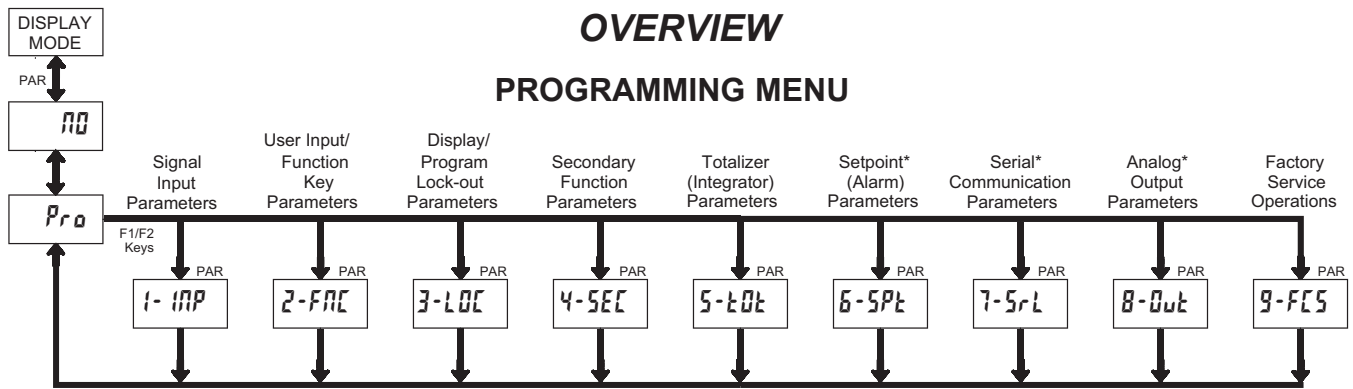 OVERVIEW
PROGRAMMING MENU
DISPLAY
MODE
PAR
NO
Pro
F1/F2
Keys
Signal
Input
Parameters
PAR
1-INP
User Input/
Function
Key
Parameters
PAR
2-FNC
Display/
Program
Lock-out
Parameters
PAR
3-LOC
Secondary
Function
Parameters
PAR
4-SEC
Totalizer
(Integrator)
Parameters
PAR
5-tOt
Setpoint*
(Alarm)
Parameters
PAR
6-SPt
Serial*
Communication
Parameters
PAR
7-SrL
Analog*
Output
Parameters
PAR
8-Out
Factory
Service
Operations
PAR
9-FCS